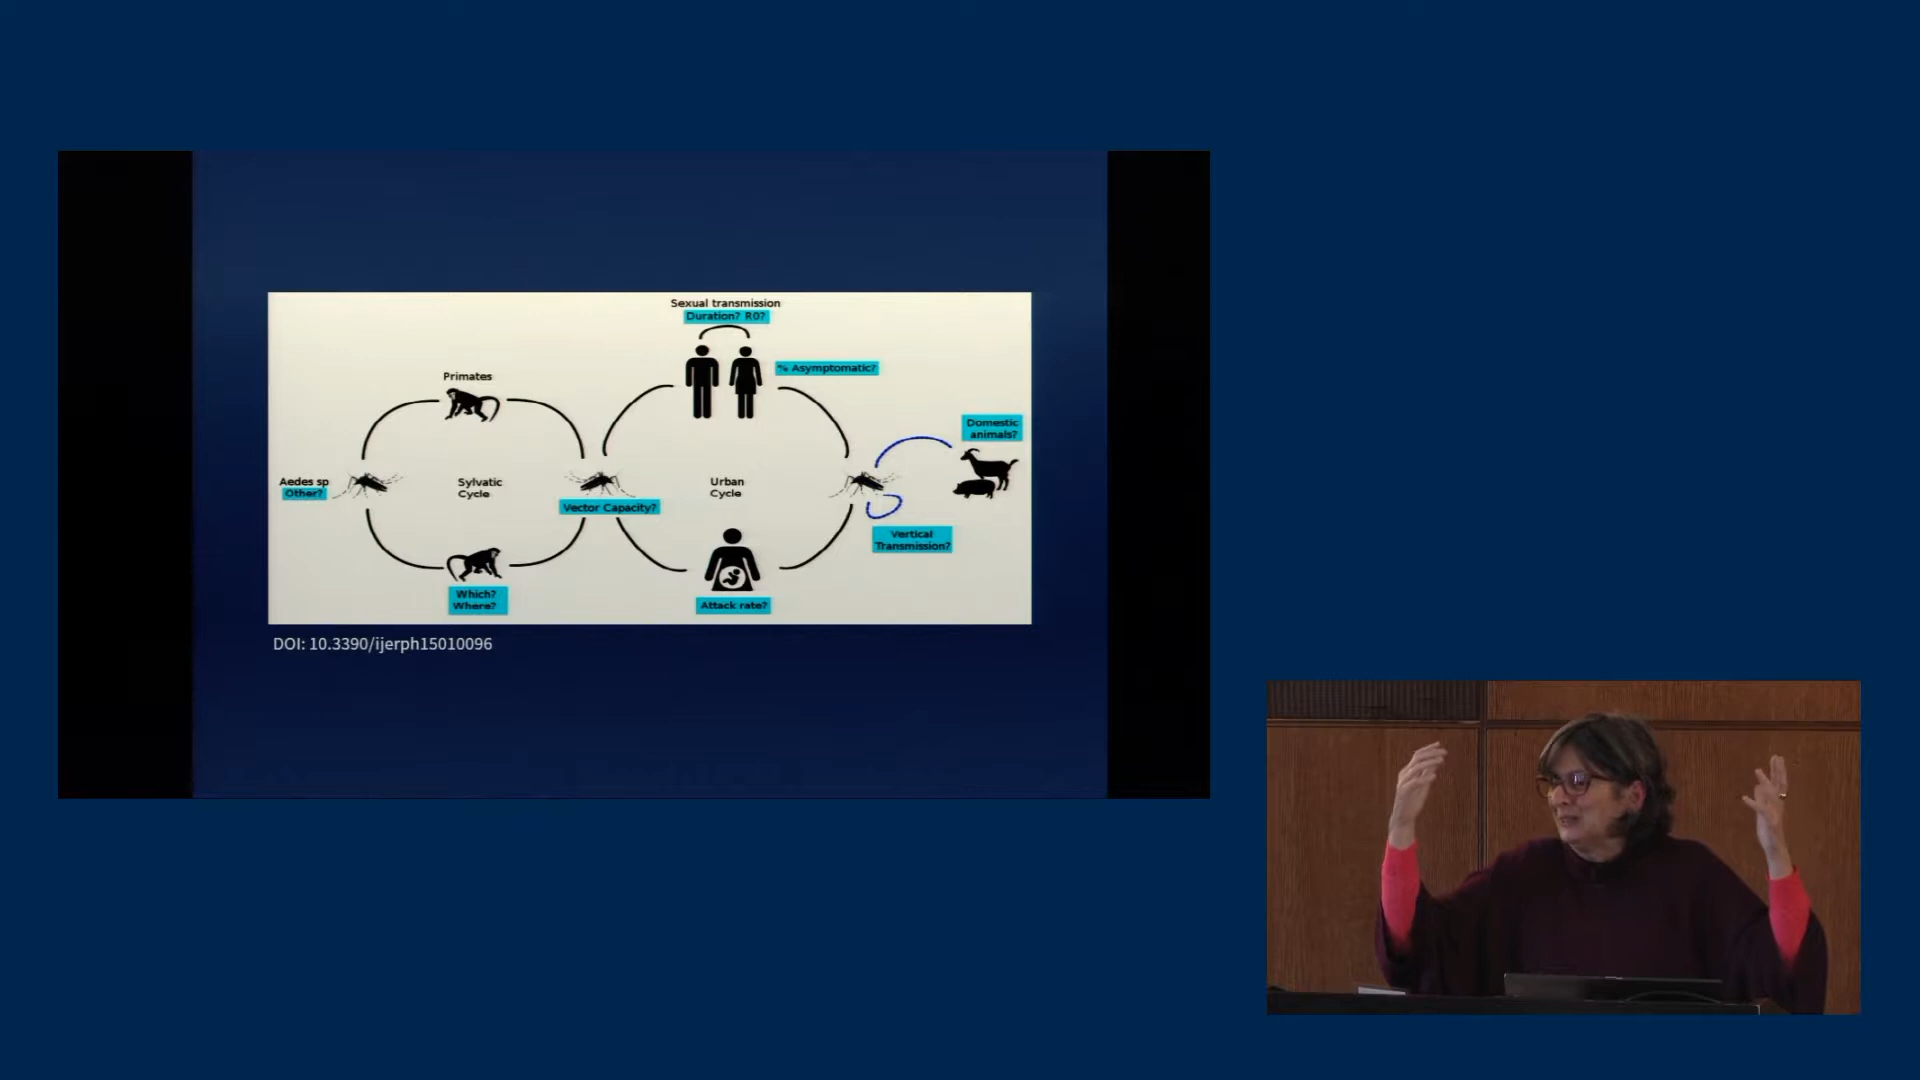 Sexual transmission
Duration? R0?
% Asymptomatic?
Primates
Domestic
animals?
Aedes sp
Other?
Sylvatic
Cycle
Vector Capacity?
Urban
Cycle
Vertical
Transmission?
Which?
Where?
Attack rate?
DOI: 10.3390/ijerph15010096